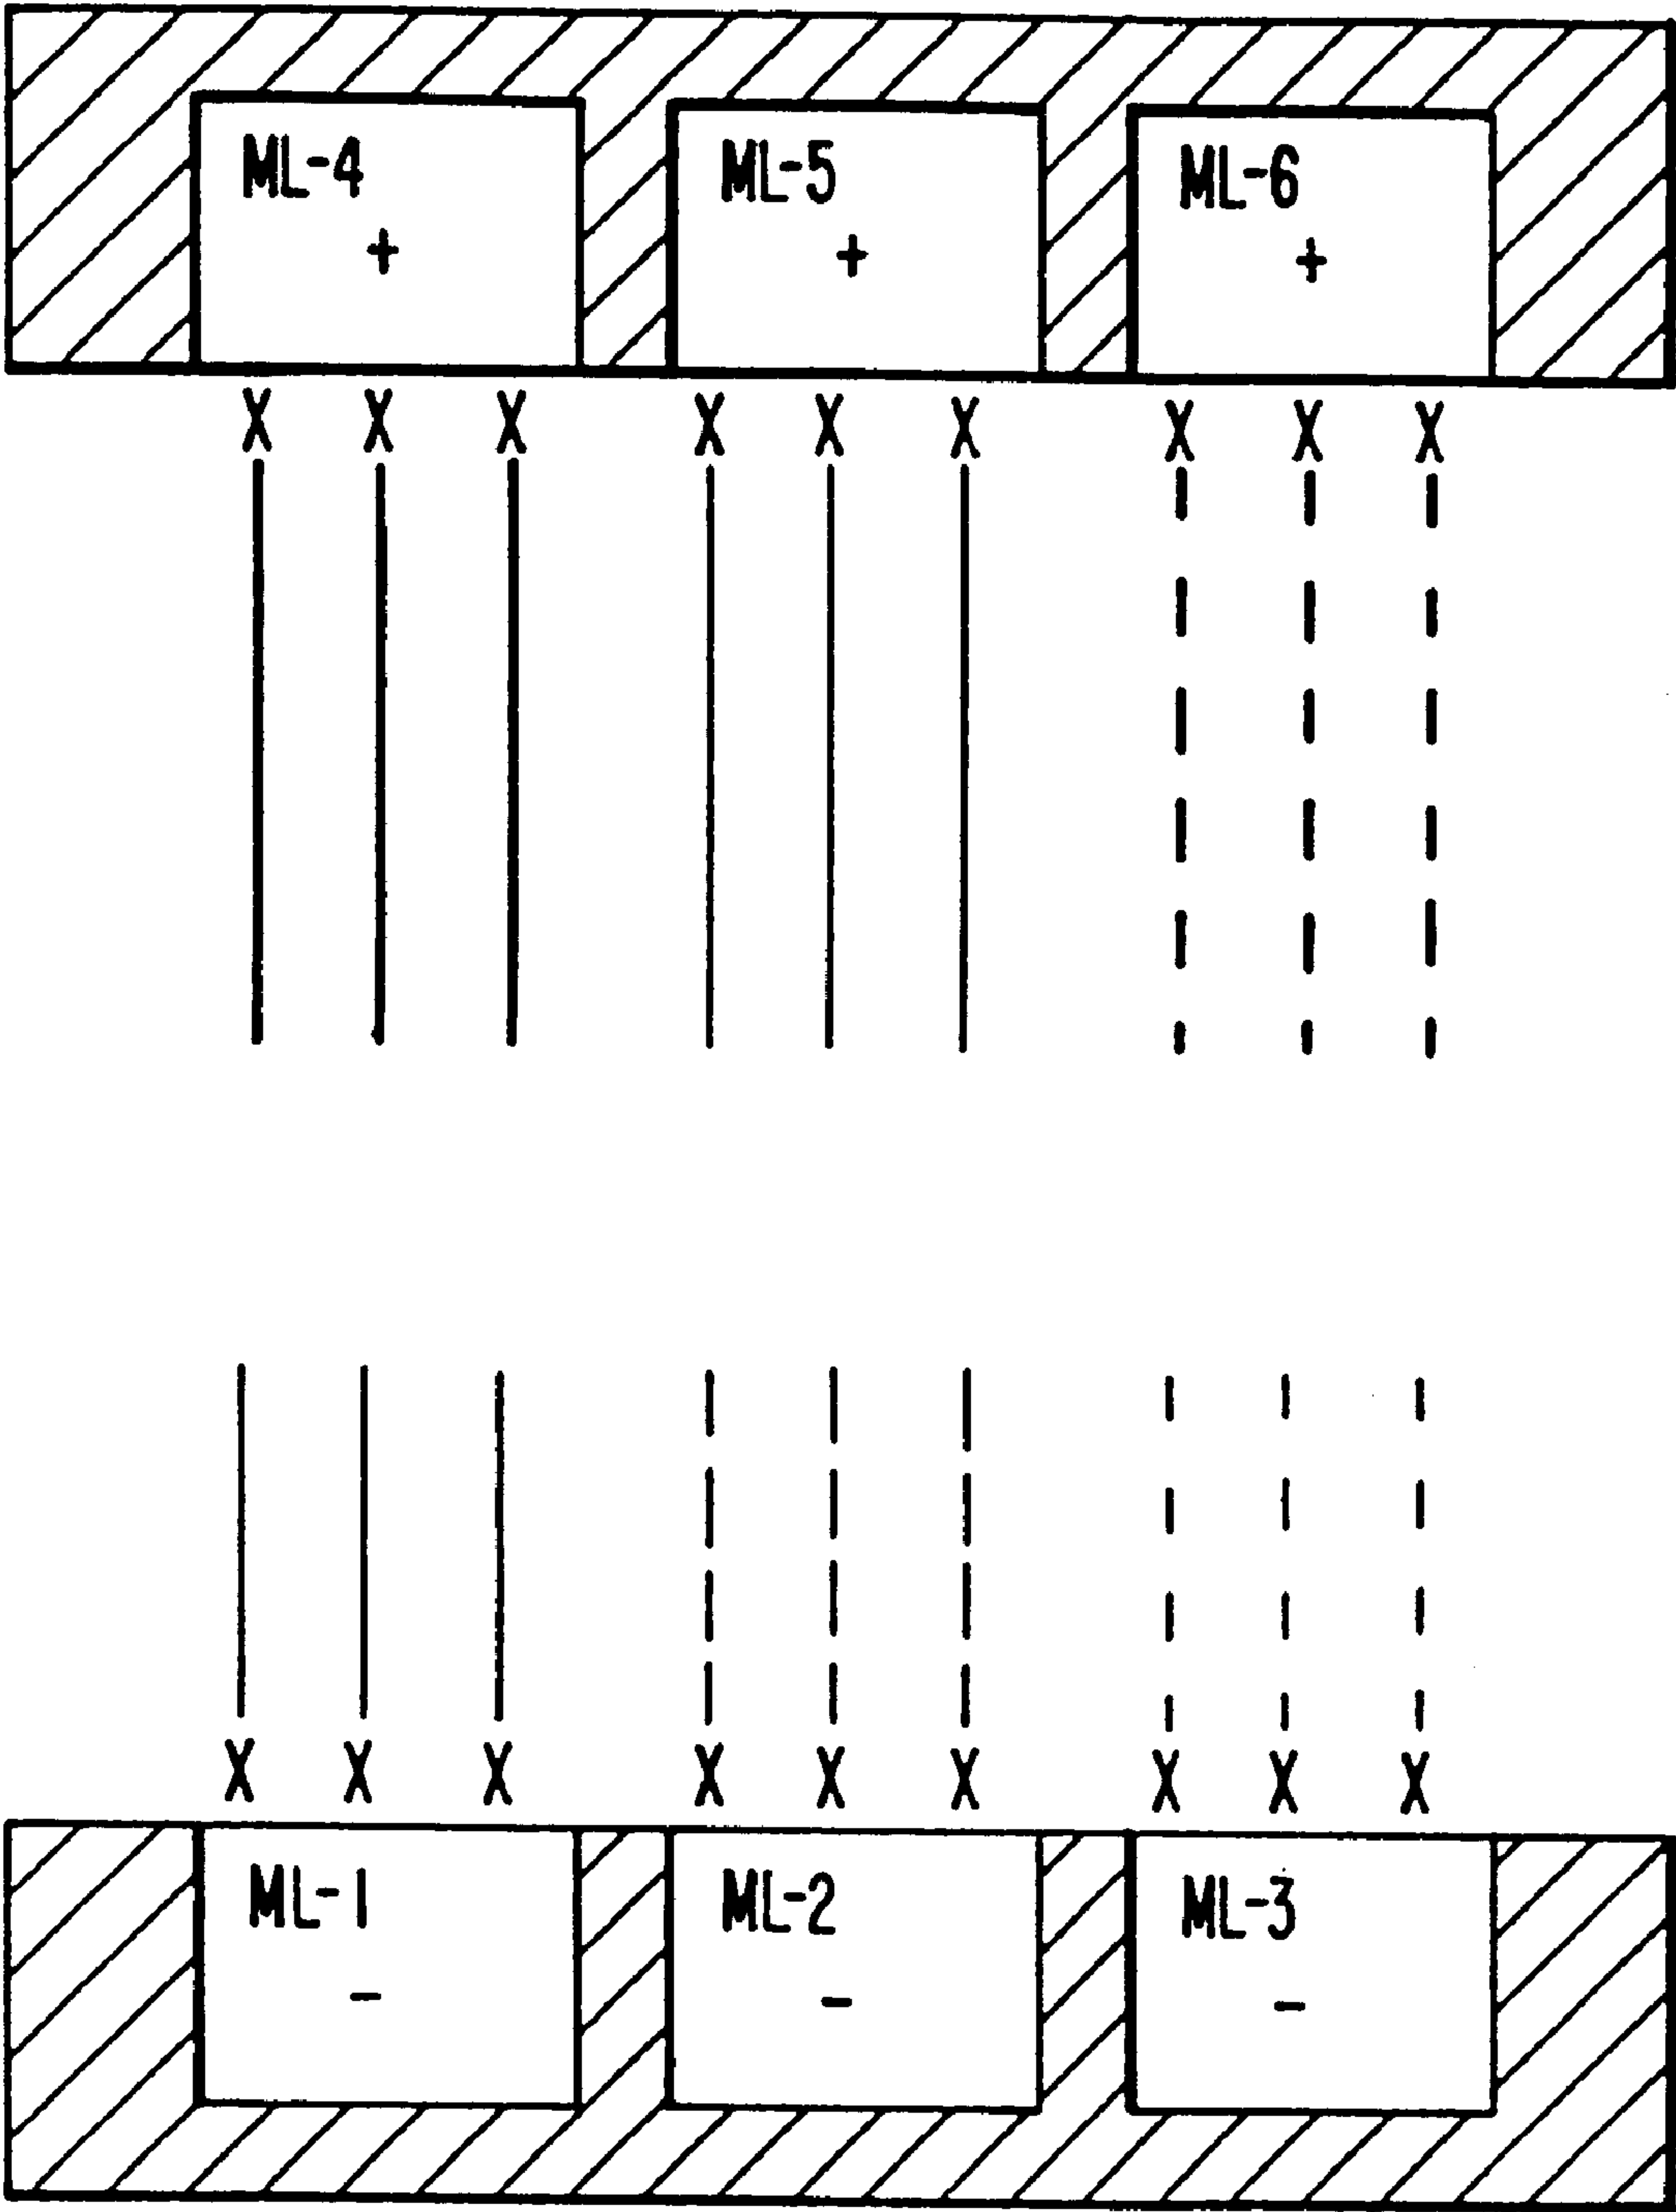 ML-4 ML-5 ML-6
+ + +
X X X X X X X X X
X X X X X X X X X
ML-1 ML-2 ML-3
- - -